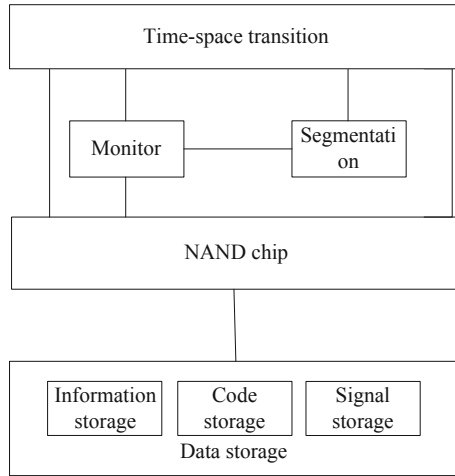 Time-space transition
Monitor
Segmentati
on
NAND chip
Information
storage
Code
storage
Signal
storage
Data storage